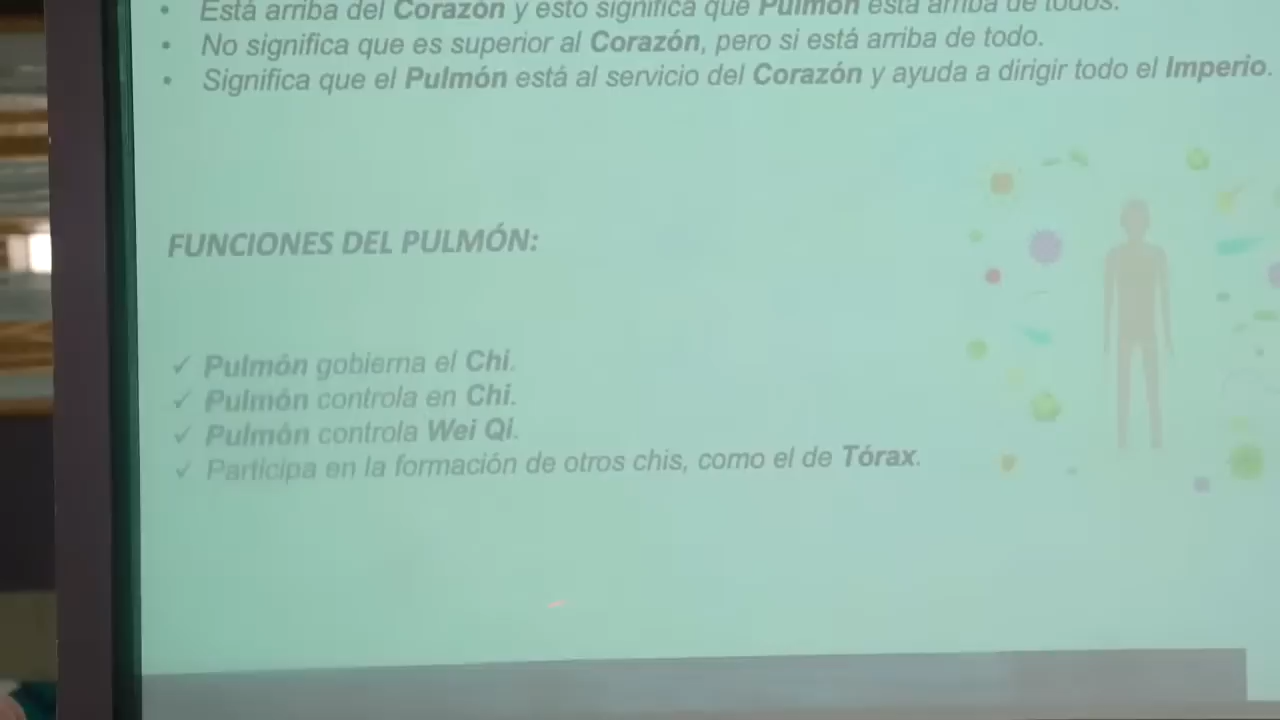 Está arriba del Corazón y esto significa que Pulmón está arriba de todos.
No significa que es superior al Corazón, pero si está arriba de todo.
Significa que el Pulmón está al servicio del Corazón y ayuda a dirigir todo el Imperio.
FUNCIONES DEL PULMÓN:
✓ Pulmón gobierna el Chi.
✓ Pulmón controla en Chi.
✓ Pulmón controla Wei Qi.
✓ Participa en la formación de otros chis, como el de Tórax.